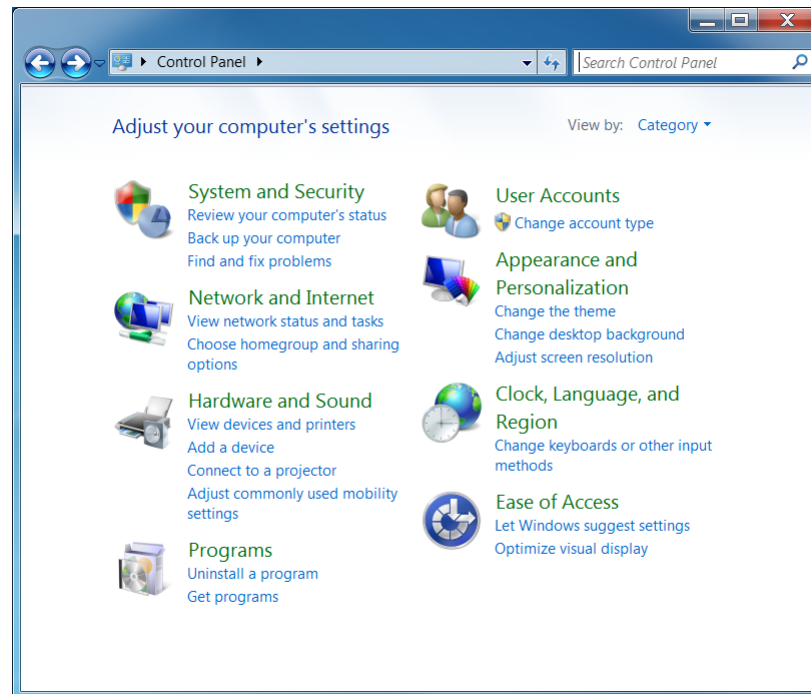 Control Panel
Search Control Panel
Adjust your computer's settings
View by: Category
System and Security
Review your computer's status
Back up your computer
Find and fix problems
Network and Internet
View network status and tasks
Choose homegroup and sharing
options
Hardware and Sound
View devices and printers
Add a device
Connect to a projector
Adjust commonly used mobility
settings
Programs
Uninstall a program
Get programs
User Accounts
Change account type
Appearance and
Personalization
Change the theme
Change desktop background
Adjust screen resolution
Clock, Language, and
Region
Change keyboards or other input
methods
Ease of Access
Let Windows suggest settings
Optimize visual display